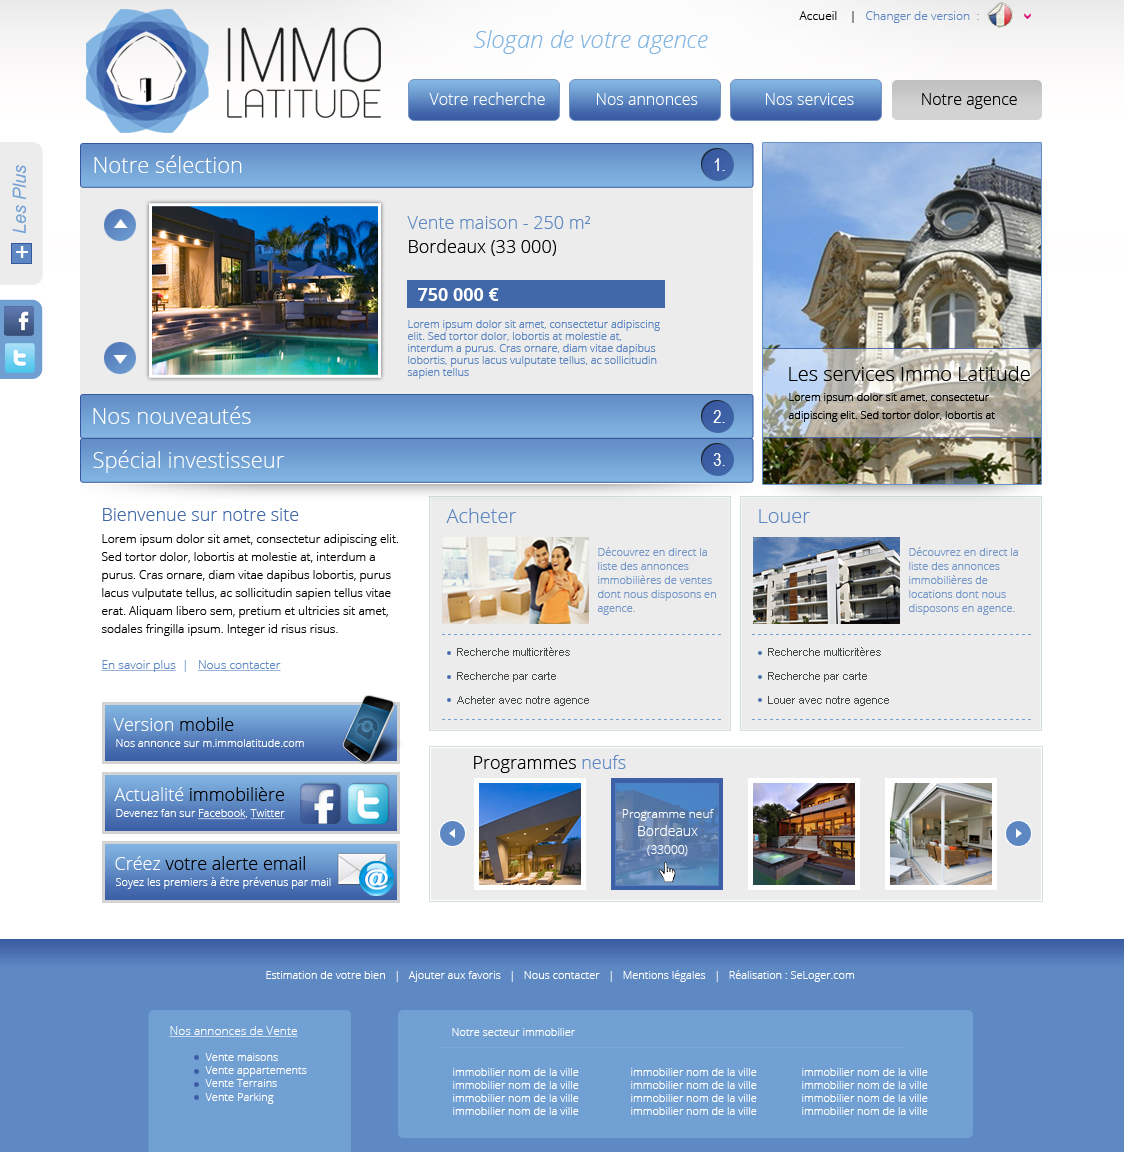 Accueil | Changer de version :
Slogan de votre agence
IMMO
LATITUDE
Votre recherche
Nos annonces
Nos services
Notre agence
Les Plus
+
f
t
Notre sélection 1.
Vente maison - 250 m²
Bordeaux (33 000)
750 000 €
Lorem ipsum dolor sit amet, consectetur adipiscing
elit. Sed tortor dolor, lobortis at molestie at,
interdum a purus. Cras ornare, diam vitae dapibus
lobortis, purus lacus vulputate tellus, ac sollicitudin
sapien tellus
Nos nouveautés 2.
Spécial investisseur 3.
Les services Immo Latitude
Lorem ipsum dolor sit amet, consectetur
adipiscing elit. Sed tortor dolor, lobortis at
Bienvenue sur notre site
Lorem ipsum dolor sit amet, consectetur adipiscing elit.
Sed tortor dolor, lobortis at molestie at, interdum a
purus. Cras ornare, diam vitae dapibus lobortis, purus
lacus vulputate tellus, ac sollicitudin sapien tellus vitae
erat. Aliquam libero sem, pretium et ultricies sit amet,
sodales fringilla ipsum. Integer id risus risus.
En savoir plus | Nous contacter
Version mobile
Nos annonce sur m.immolatitude.com
Actualité immobilière
Devenez fan sur Facebook, Twitter
f
t
Créez votre alerte email
Soyez les premiers à être prévenus par mail
@
Acheter
Découvrez en direct la
liste des annonces
immobilières de ventes
dont nous disposons en
agence.
Recherche multicritères
Recherche par carte
Acheter avec notre agence
Louer
Découvrez en direct la
liste des annonces
immobilières de
locations dont nous
disposons en agence.
Recherche multicritères
Recherche par carte
Louer avec notre agence
Programmes neufs
Programme neuf
Bordeaux
(33000)
Estimation de votre bien | Ajouter aux favoris | Nous contacter | Mentions légales | Réalisation : SeLoger.com
Nos annonces de Vente
Vente maisons
Vente appartements
Vente Terrains
Vente Parking
Notre secteur immobilier
immobilier nom de la ville immobilier nom de la ville immobilier nom de la ville
immobilier nom de la ville immobilier nom de la ville immobilier nom de la ville
immobilier nom de la ville immobilier nom de la ville immobilier nom de la ville
immobilier nom de la ville immobilier nom de la ville immobilier nom de la ville